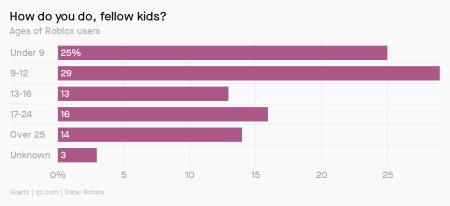 How do you do, fellow kids?
Ages of Roblox users
Under 9 25%
9-12 29
13-16 13
17-24 16
Over 25 14
Unknown 3
0% 5 10 15 20 25
Quartz | qz.com | Data: Roblox